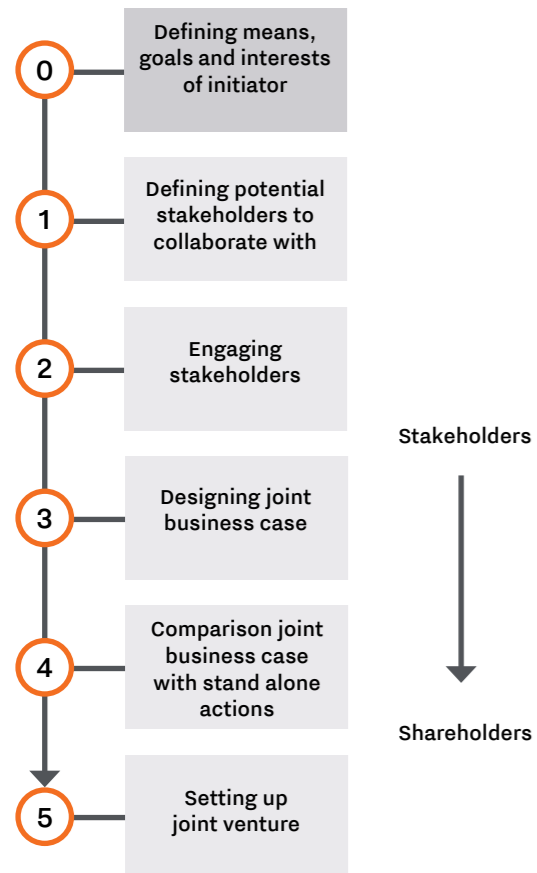 0
Defining means,
goals and interests
of initiator
1
Defining potential
stakeholders to
collaborate with
2
Engaging
stakeholders
3
Designing joint
business case
4
Comparison joint
business case
with stand alone
actions
5
Setting up
joint venture
Stakeholders
Shareholders